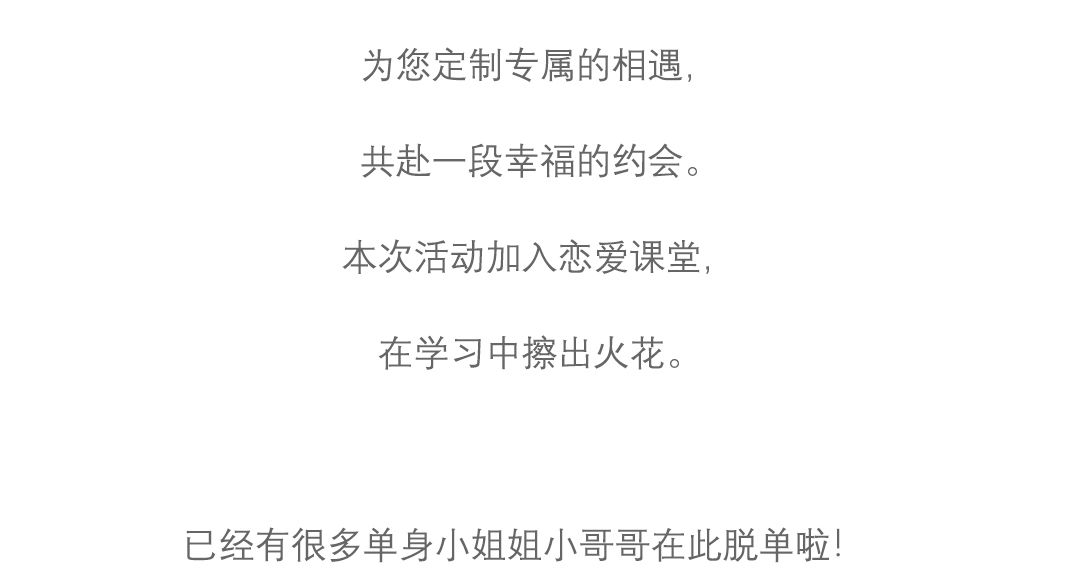 为您定制专属的相遇,
共赴一段幸福的约会。
本次活动加入恋爱课堂,
在学习中擦出火花。
已经有很多单身小姐姐小哥哥在此脱单啦!